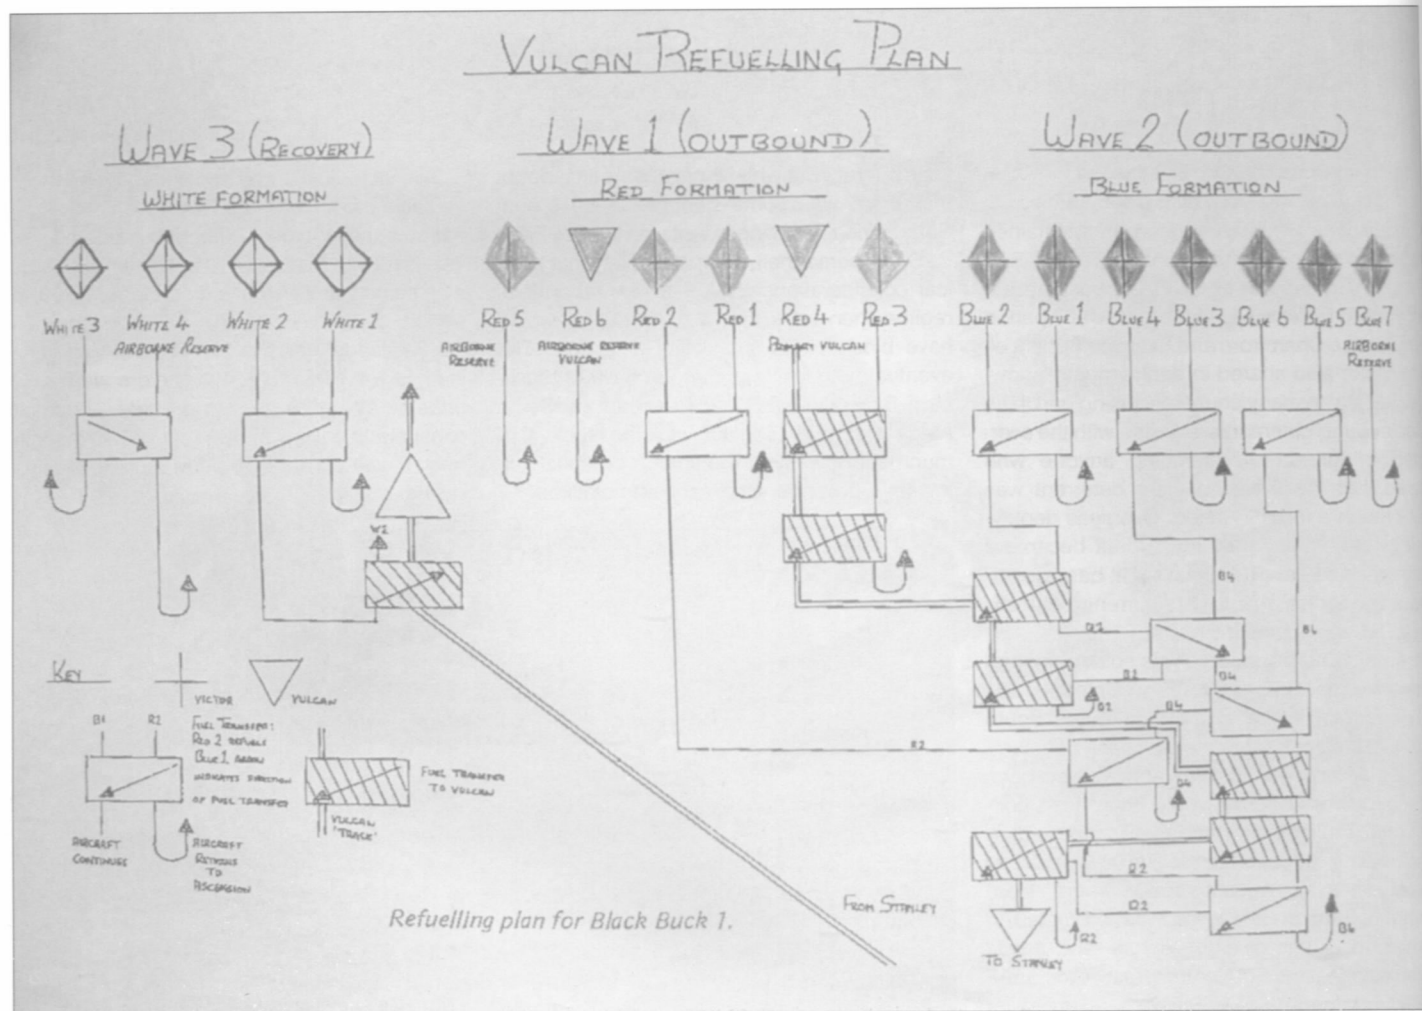 VULCAN REFUELLING PLAN
WAVE 3 (RECOVERY)
WHITE FORMATION
WAVE 1 (OUTBOUND)
RED FORMATION
WAVE 2 (OUTBOUND)
BLUE FORMATION
WHITE 3
WHITE 4
AIRBORNE RESERVE
WHITE 2
WHITE 1
RED 5
AIRBORNE
RESERVE
RED 6
AIRBORNE RESERVE
VULCAN
RED 2
RED 1
RED 4
PRIMARY VULCAN
RED 3
BLUE 2
BLUE 1
BLUE 4
BLUE 3
BLUE 6
BLUE 5
BLUE 7
AIRBORNE
RESERVE
B4
B2
B6
B2
B4
B2
B4
R2
B4
R2
R2
R2
B6
TO STANLEY
FROM STANLEY
KEY
VICTOR
VULCAN
B1
R2
FUEL TRANSFER:
RED 2 REFUELS
BLUE 1 ARROW
INDICATES DIRECTION
OF FUEL TRANSFER
AIRCRAFT
CONTINUES
AIRCRAFT
RETURNS
TO
ASCENSION
FUEL TRANSFER
TO VULCAN
VULCAN
'TRACK'
Refuelling plan for Black Buck 1.